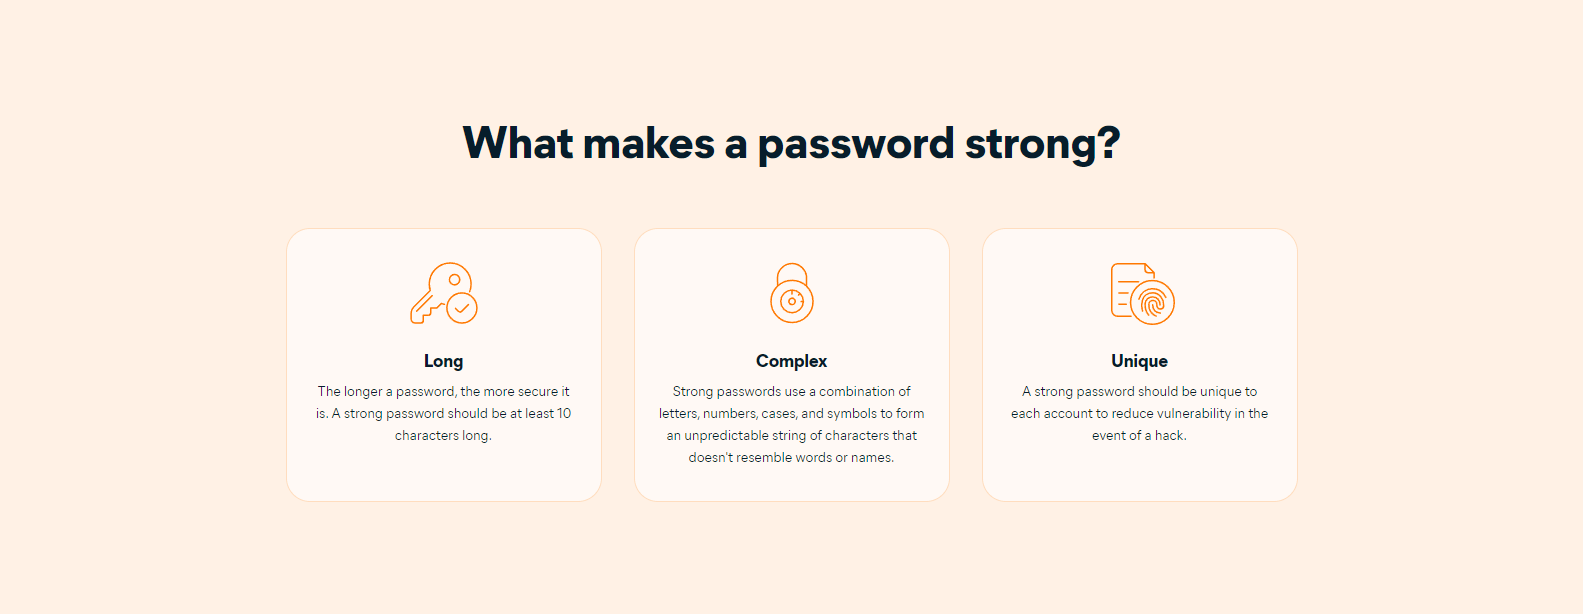 What makes a password strong?
Long
The longer a password, the more secure it
is. A strong password should be at least 10
characters long.
Complex
Strong passwords use a combination of
letters, numbers, cases, and symbols to form
an unpredictable string of characters that
doesn't resemble words or names.
Unique
A strong password should be unique to
each account to reduce vulnerability in the
event of a hack.